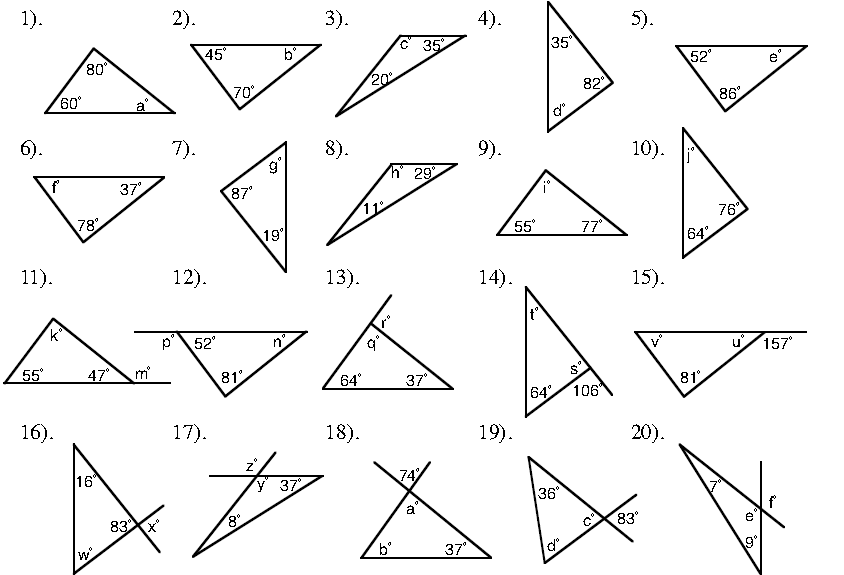 1). 2). 3). 4). 5).
80° 60° a°
45° b° 70°
c° 35° 20°
35° 82° d°
52° e° 86°
6). 7). 8). 9). 10).
f° 37° 78°
g° 87° 19°
h° 29° 11°
i° 55° 77°
j° 76° 64°
11). 12). 13). 14). 15).
k° 55° 47° m°
p° 52° n° 81°
r° q° 64° 37°
t° s° 64° 106°
v° u° 157° 81°
16). 17). 18). 19). 20).
16° 83° x° w°
z° y° 37° 8°
74° a° b° 37°
36° c° 83° d°
7° f° e° 9°